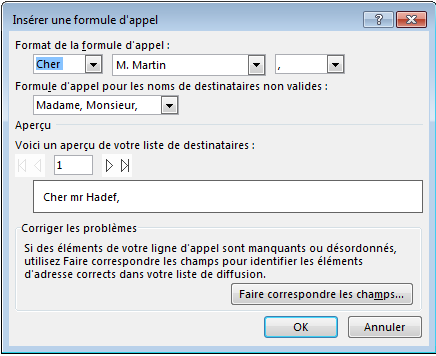 Insérer une formule d'appel
Format de la formule d'appel :
Cher M. Martin ,
Formule d'appel pour les noms de destinataires non valides :
Madame, Monsieur,
Aperçu
Voici un aperçu de votre liste de destinataires :
1
Cher mr Hadef,
Corriger les problèmes
Si des éléments de votre ligne d'appel sont manquants ou désordonnés,
utilisez Faire correspondre les champs pour identifier les éléments
d'adresse corrects dans votre liste de diffusion.
Faire correspondre les champs...
OK Annuler